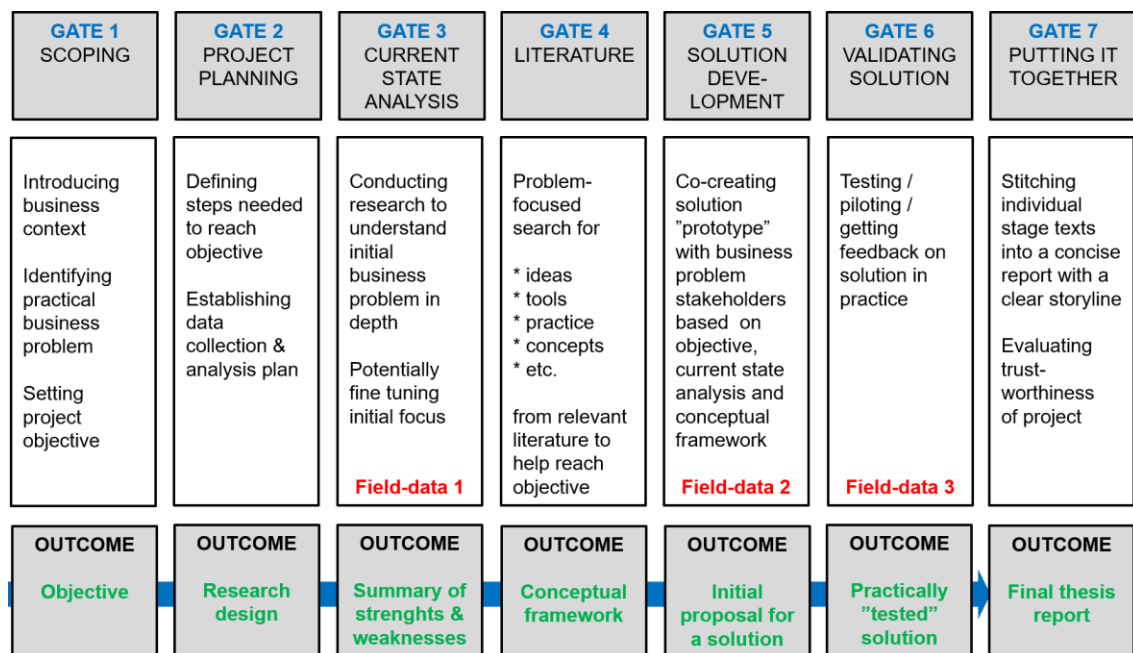 GATE 1
SCOPING
GATE 2
PROJECT
PLANNING
GATE 3
CURRENT
STATE
ANALYSIS
GATE 4
LITERATURE
GATE 5
SOLUTION
DEVE-
LOPMENT
GATE 6
VALIDATING
SOLUTION
GATE 7
PUTTING IT
TOGETHER
Introducing
business
context
Identifying
practical
business
problem
Setting
project
objective
Defining
steps needed
to reach
objective
Establishing
data
collection &
analysis plan
Conducting
research to
understand
initial
business
problem in
depth
Potentially
fine tuning
initial focus
Field-data 1
Problem-
focused
search for
* ideas
* tools
* practice
* concepts
* etc.
from relevant
literature to
help reach
objective
Co-creating
solution
”prototype”
with business
problem
stakeholders
based on
objective,
current state
analysis and
conceptual
framework
Field-data 2
Testing /
piloting /
getting
feedback on
solution in
practice
Field-data 3
Stitching
individual
stage texts
into a concise
report with a
clear storyline
Evaluating
trust-
worthiness
of project
OUTCOME
Objective
OUTCOME
Research
design
OUTCOME
Summary of
strenghts &
weaknesses
OUTCOME
Conceptual
framework
OUTCOME
Initial
proposal for
a solution
OUTCOME
Practically
”tested”
solution
OUTCOME
Final thesis
report